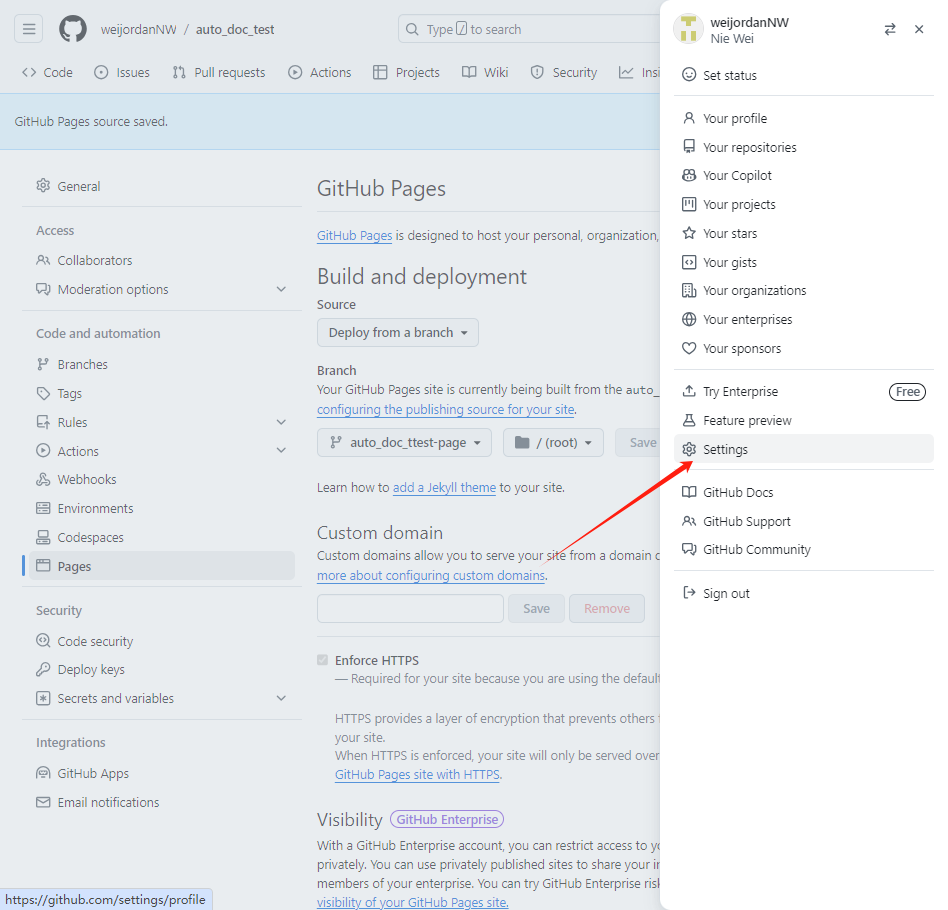 weijordanNW / auto_doc_test
Type / to search
Code
Issues
Pull requests
Actions
Projects
Wiki
Security
Insi
GitHub Pages source saved.
General
Access
Collaborators
Moderation options
Code and automation
Branches
Tags
Rules
Actions
Webhooks
Environments
Codespaces
Pages
Security
Code security
Deploy keys
Secrets and variables
Integrations
GitHub Apps
Email notifications
GitHub Pages
GitHub Pages is designed to host your personal, organization,
Build and deployment
Source
Deploy from a branch
Branch
Your GitHub Pages site is currently being built from the auto_
configuring the publishing source for your site.
auto_doc_ttest-page
/ (root)
Save
Learn how to add a Jekyll theme to your site.
Custom domain
Custom domains allow you to serve your site from a domain
more about configuring custom domains.
Save
Remove
Enforce HTTPS
— Required for your site because you are using the default
HTTPS provides a layer of encryption that prevents others
your site.
When HTTPS is enforced, your site will only be served over
GitHub Pages site with HTTPS.
Visibility GitHub Enterprise
With a GitHub Enterprise account, you can restrict access to
privately. You can use privately published sites to share your
members of your enterprise. You can try GitHub Enterprise risk
visibility of your GitHub Pages site.
weijordanNW
Nie Wei
Set status
Your profile
Your repositories
Your Copilot
Your projects
Your stars
Your gists
Your organizations
Your enterprises
Your sponsors
Try Enterprise
Free
Feature preview
Settings
GitHub Docs
GitHub Support
GitHub Community
Sign out
https://github.com/settings/profile